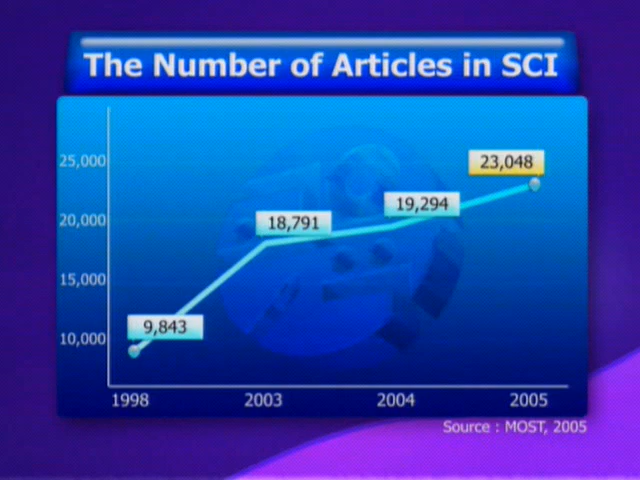 The Number of Articles in SCI
25,000
23,048
20,000
19,294
18,791
15,000
10,000
9,843
1998 2003 2004 2005
Source : MOST, 2005